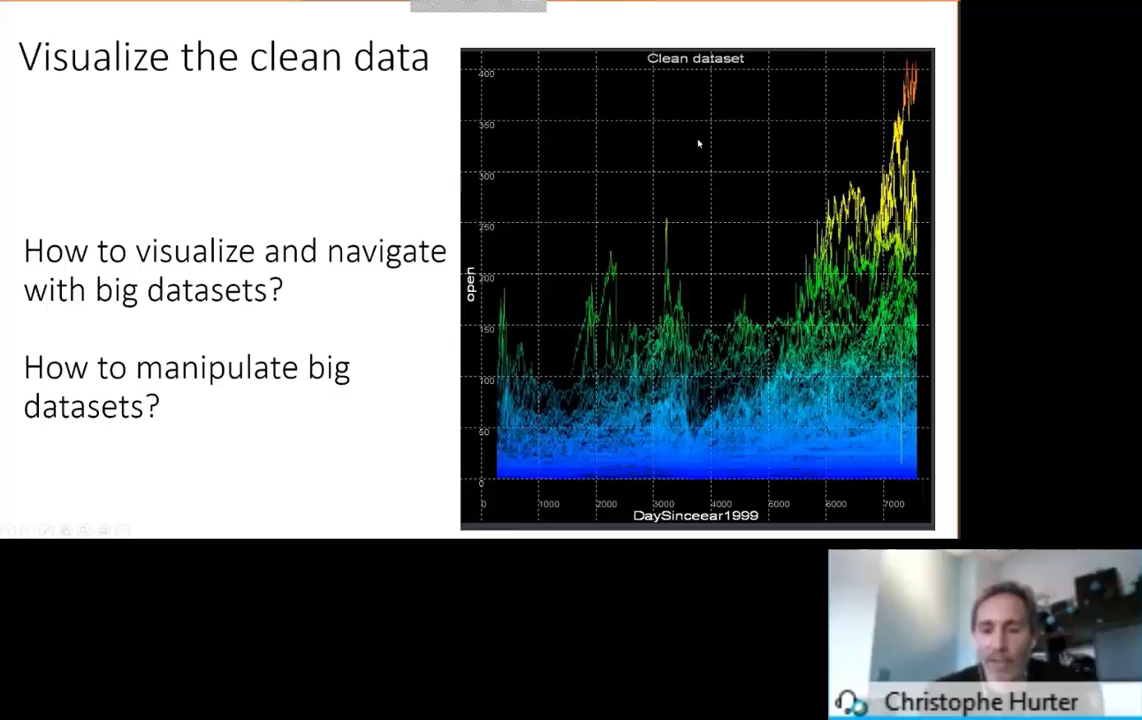 Visualize the clean data
How to visualize and navigate
with big datasets?
How to manipulate big
datasets?
Clean dataset
400
350
300
250
200
150
100
50
0
open
0 1000 2000 3000 4000 5000 6000 7000
DaySinceear1999
Christophe Hurter